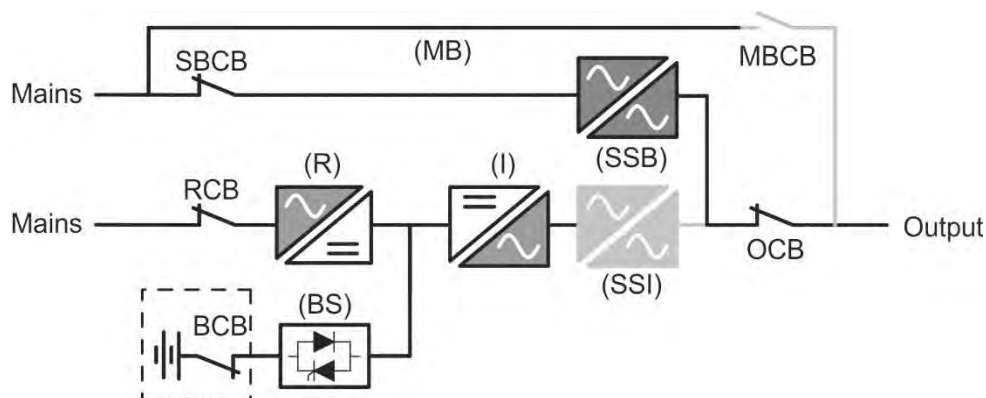 (MB)
MBCB
SBCB
Mains
(SSB)
(R)
(I)
RCB
Mains
Output
OCB
(SSI)
(BS)
BCB